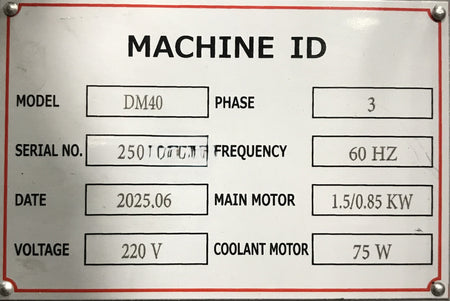 MACHINE ID
MODEL DM40 PHASE 3
SERIAL NO. FREQUENCY 60 HZ
DATE 2025.06 MAIN MOTOR 1.5/0.85 KW
VOLTAGE 220 V COOLANT MOTOR 75 W